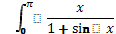 ∫₀^π x / (1 + sin x)